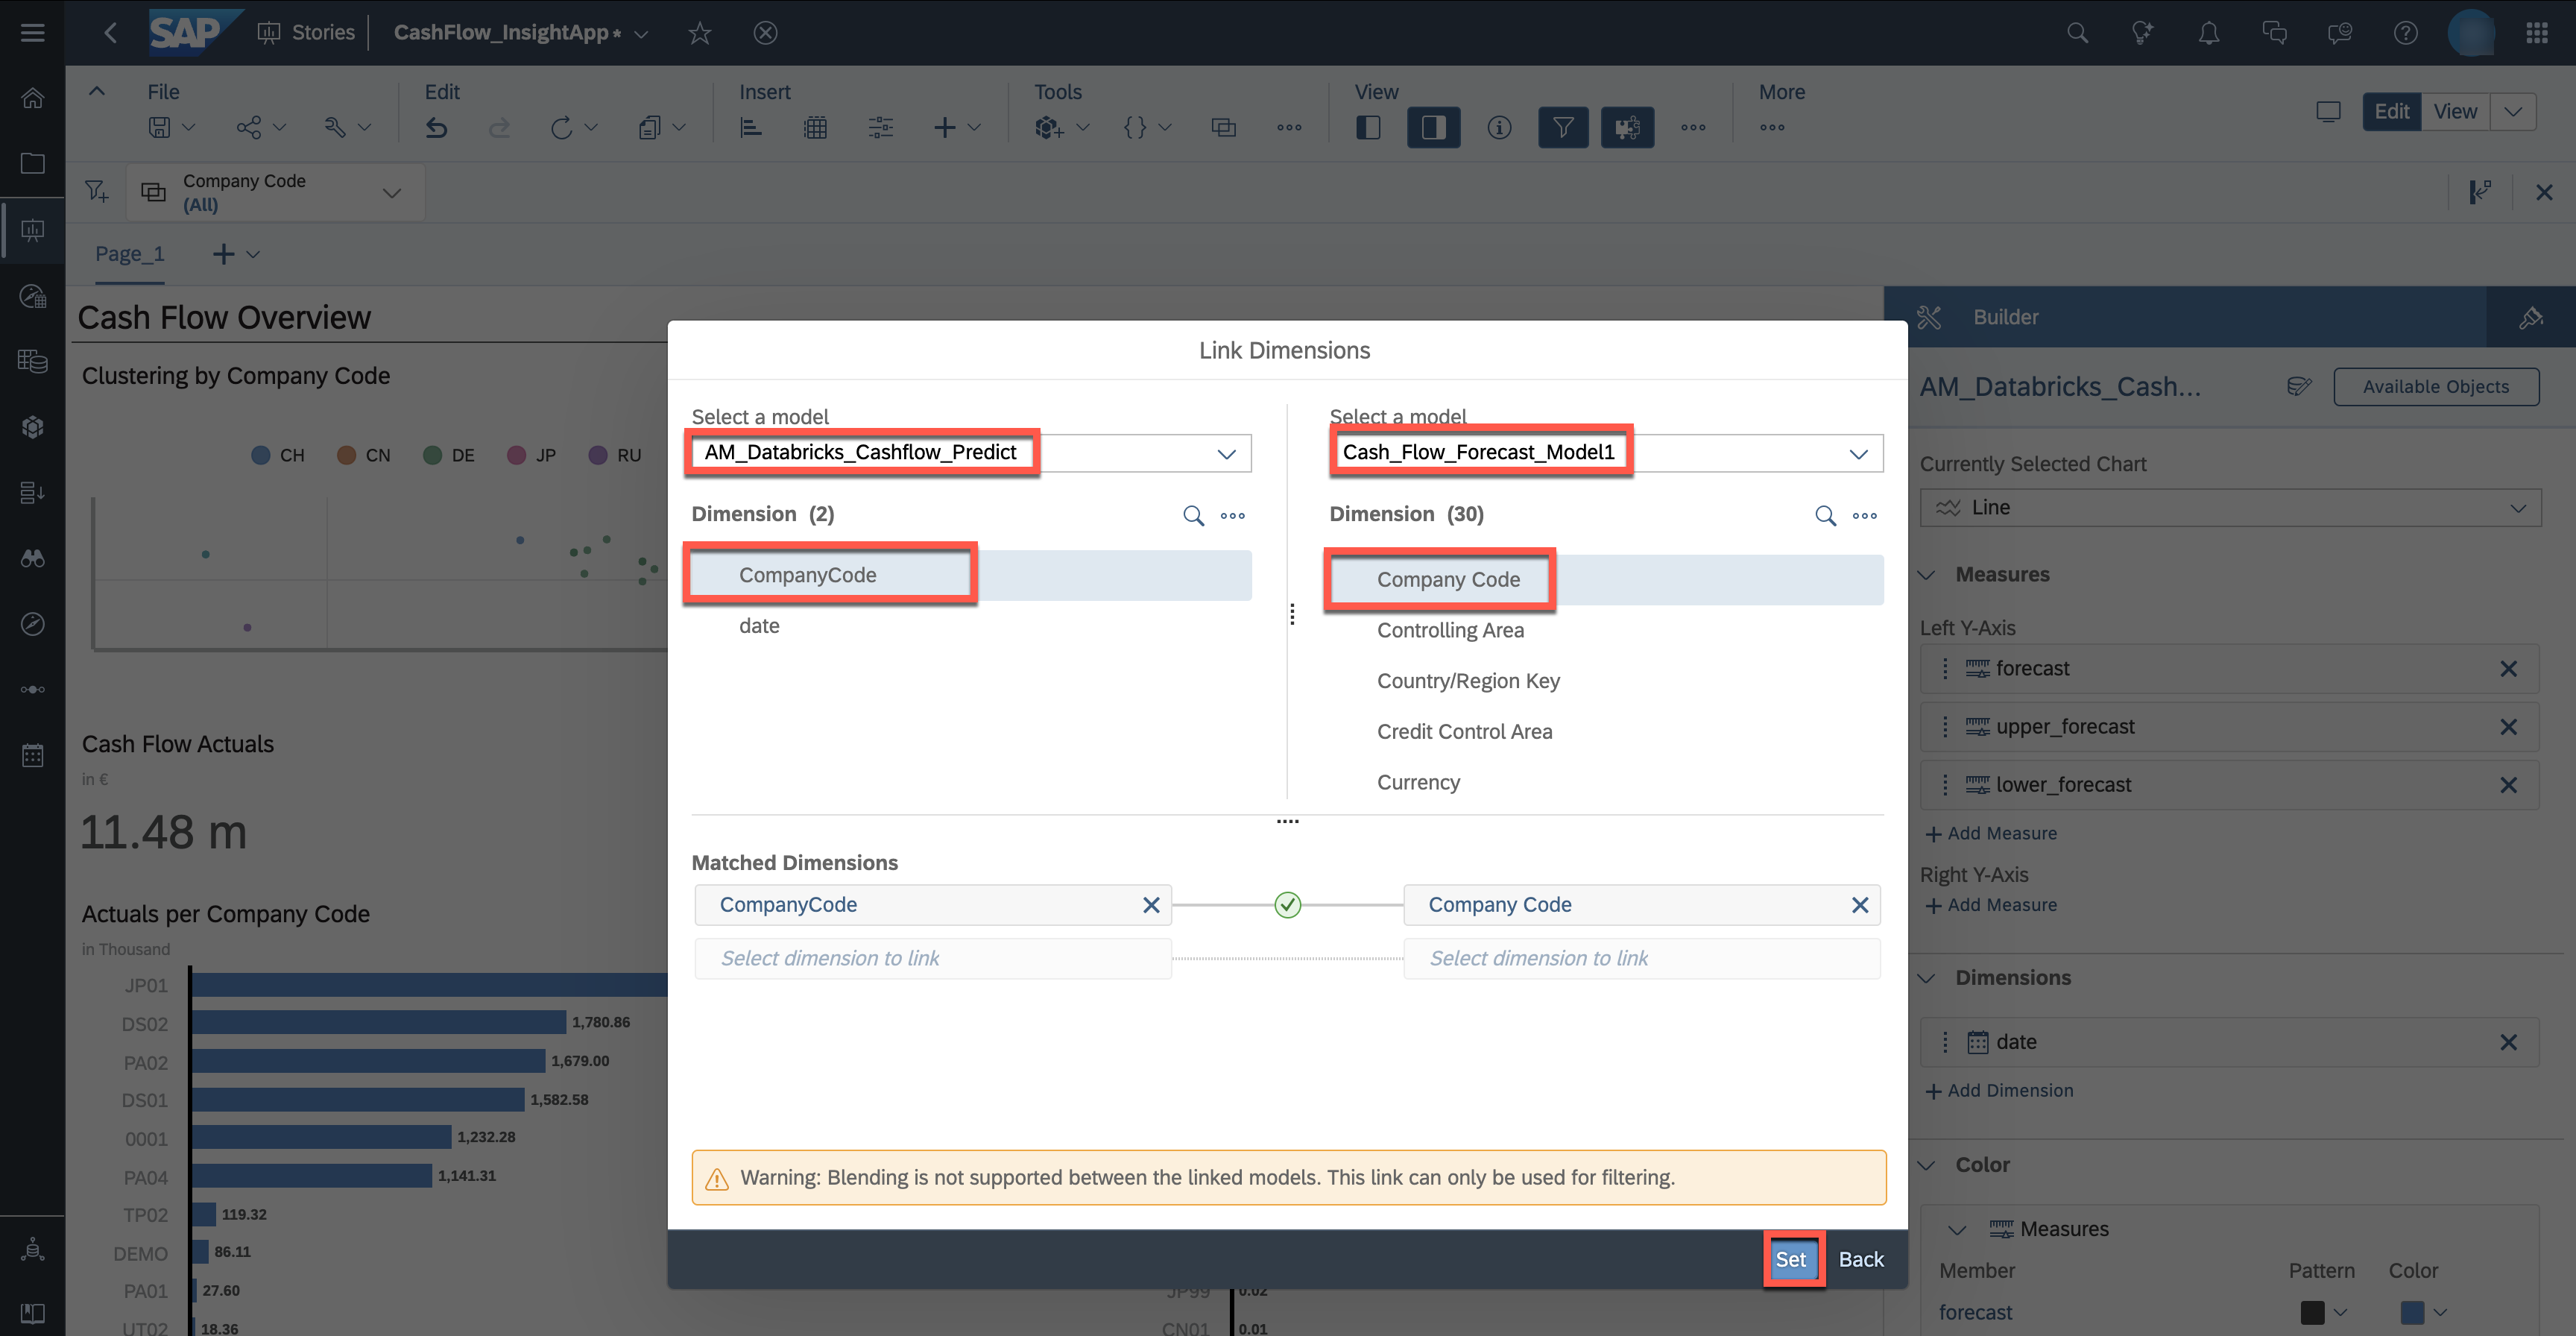 SAP Stories CashFlow_InsightApp*
File Edit Insert Tools View More
Edit View
Company Code
(All)
Page_1
Cash Flow Overview
Clustering by Company Code
CH CN DE JP RU
Cash Flow Actuals
in €
11.48 m
Actuals per Company Code
in Thousand
JP01
DS02 1,780.86
PA02 1,679.00
DS01 1,582.58
0001 1,232.28
PA04 1,141.31
TP02 119.32
DEMO 86.11
PA01 27.60
UT02 18.36
JP99 0.02
CN01 0.01
Link Dimensions
Select a model
AM_Databricks_Cashflow_Predict
Dimension (2)
CompanyCode
date
Select a model
Cash_Flow_Forecast_Model1
Dimension (30)
Company Code
Controlling Area
Country/Region Key
Credit Control Area
Currency
Matched Dimensions
CompanyCode Company Code
Select dimension to link Select dimension to link
Warning: Blending is not supported between the linked models. This link can only be used for filtering.
Set Back
Builder
AM_Databricks_Cash... Available Objects
Currently Selected Chart
Line
Measures
Left Y-Axis
forecast
upper_forecast
lower_forecast
Add Measure
Right Y-Axis
Add Measure
Dimensions
date
Add Dimension
Color
Measures
Member Pattern Color
forecast